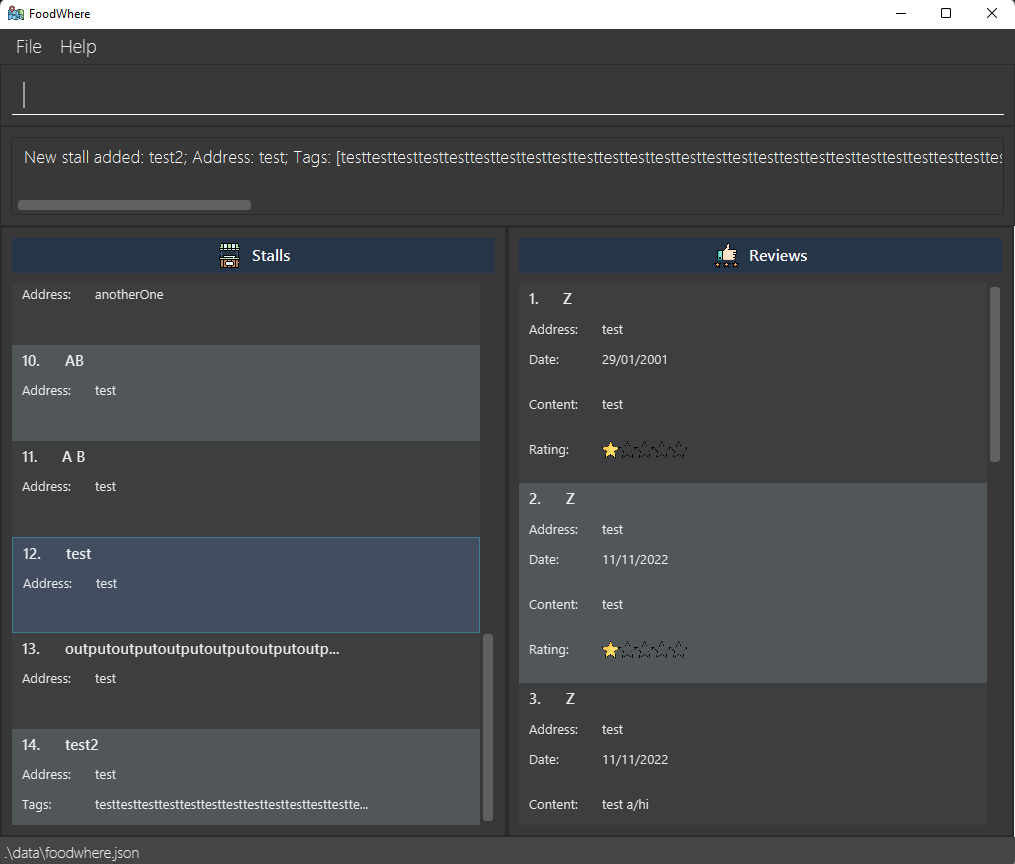 FoodWhere
File Help
New stall added: test2; Address: test; Tags: [testtesttesttesttesttesttesttesttesttesttesttesttesttesttesttesttesttesttesttesttesttesttesttesttesttes
Stalls
Address: anotherOne
10. AB
Address: test
11. A B
Address: test
12. test
Address: test
13. outputoutputoutputoutputoutputoutp...
Address: test
14. test2
Address: test
Tags: testtesttesttesttesttesttesttesttesttesttesttestte...
Reviews
1. Z
Address: test
Date: 29/01/2001
Content: test
Rating:
2. Z
Address: test
Date: 11/11/2022
Content: test
Rating:
3. Z
Address: test
Date: 11/11/2022
Content: test a/hi
.\data\foodwhere.json